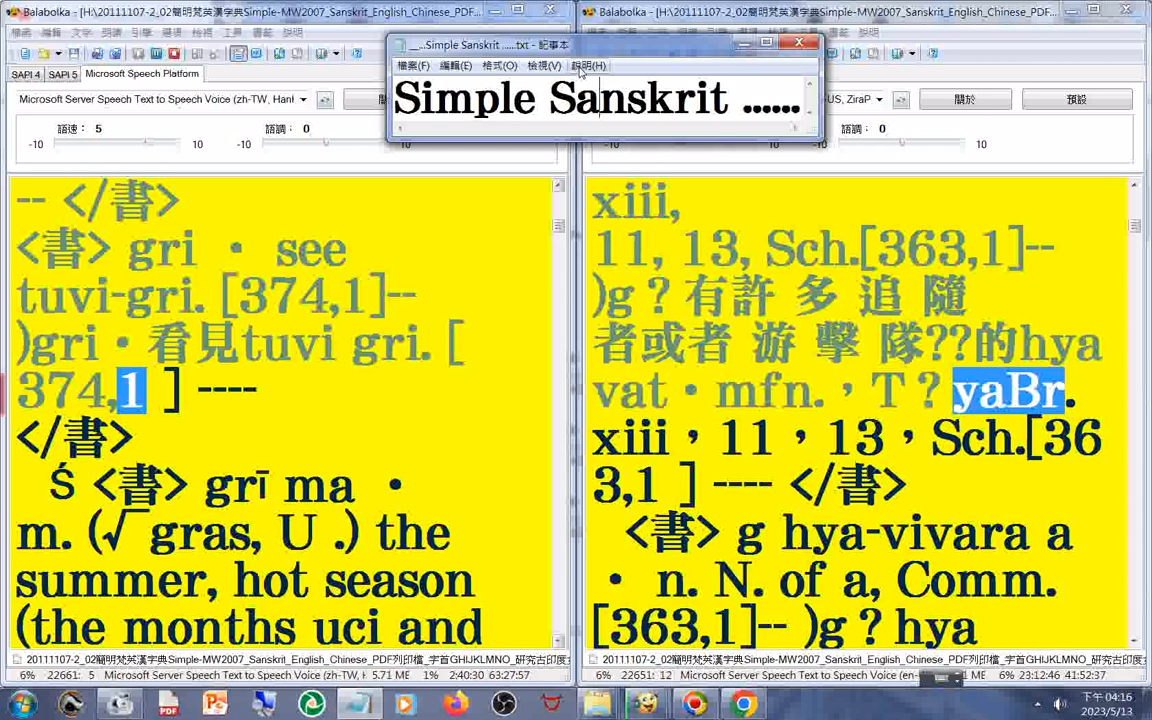 Balabolka - [H:\20111107-2_02簡明梵英漢字典Simple-MW2007_Sanskrit_English_Chinese_PDF
SAPI 4 SAPI 5 Microsoft Speech Platform
Microsoft Server Speech Text to Speech Voice (zh-TW, Han
語速： 5 語調： 0
-10 10 -10
-- </書>
<書> gri • see
tuvi-gri. [374,1]--
)gri • 看見tuvi gri. [
374,1 ] ----
</書>
Ś <書> grī ma •
m. (√ gras, U .) the
summer, hot season
(the months uci and
20111107-2_02簡明梵英漢字典Simple-MW2007_Sanskrit_English_Chinese_PDF列印檔_字首GHIJKLMNO_研究古印度
6% 22661: 5 Microsoft Server Speech Text to Speech Voice (zh-TW, 5.71 ME 1% 2:40:30 63:27:57
__...Simple Sanskrit ......txt - 記事本
檔案(F) 編輯(E) 格式(O) 檢視(V) 說明(H)
Simple Sanskrit ......
Balabolka - [H:\20111107-2_02簡明梵英漢字典Simple-MW2007_Sanskrit_English_Chinese_PDF
US, ZiraP 關於 預設
語調： 0
10
xiii,
11, 13, Sch.[363,1]--
)g ? 有許 多 追 隨
者或者 游 擊 隊??的hya
vat • mfn. , T ? yaBr.
xiii , 11 , 13 , Sch.[36
3,1 ] ---- </書>
<書> g hya-vivara a
• n. N. of a, Comm.
[363,1]-- )g ? hya
20111107-2_02簡明梵英漢字典Simple-MW2007_Sanskrit_English_Chinese_PDF列印檔_字首GHIJKLMNO_研究古印度
6% 22651: 12 Microsoft Server Speech Text to Speech Voice (en- 6% 23:12:46 41:52:37
下午 04:16
2023/5/13